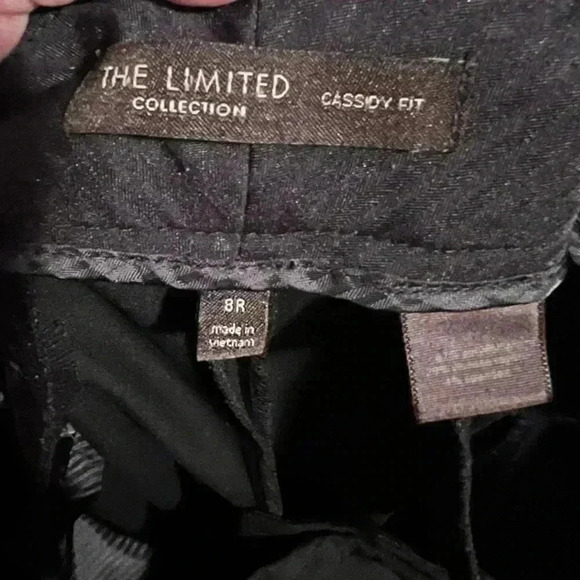 THE LIMITED
COLLECTION
CASSIDY FIT
8R
made in
vietnam